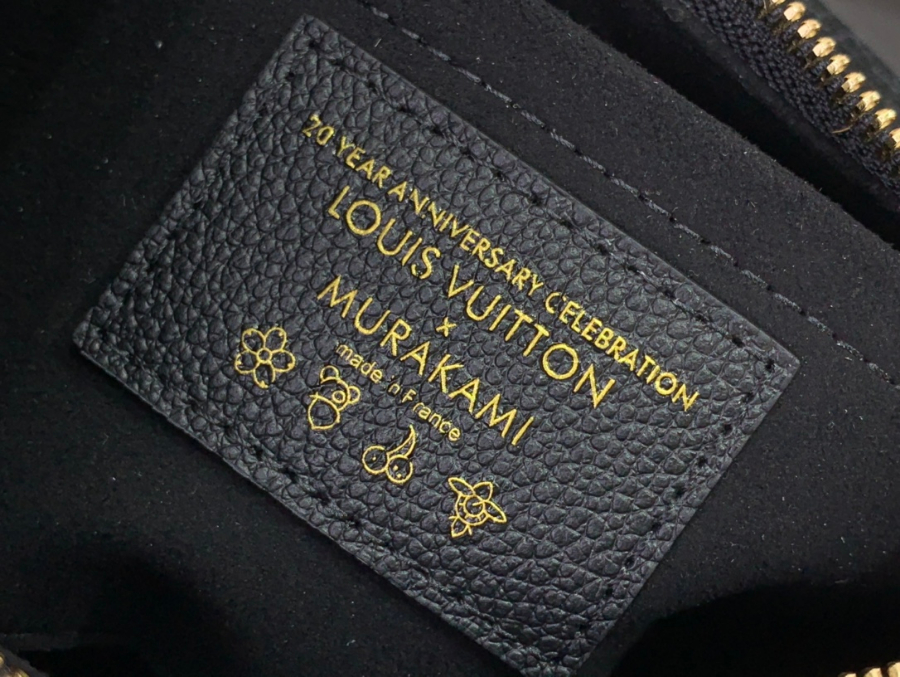 20 YEAR ANNIVERSARY CELEBRATION
LOUIS VUITTON
×
MURAKAMI
made in France